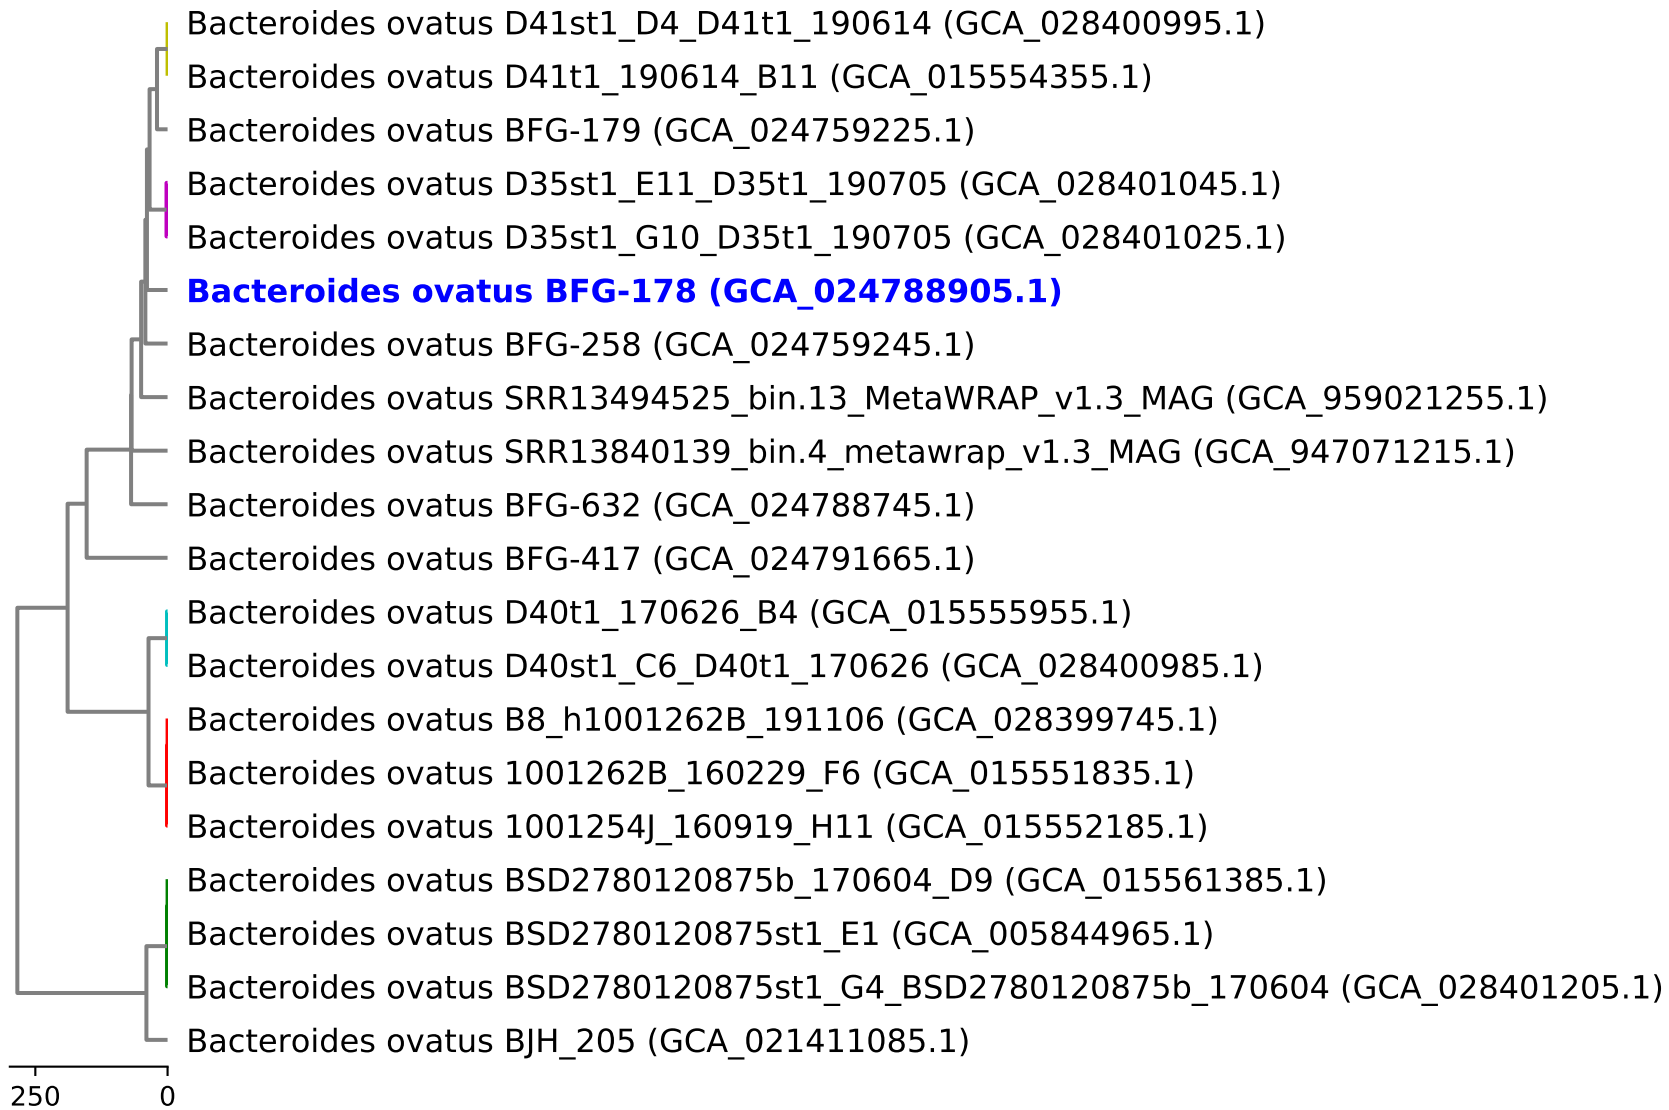 Bacteroides ovatus D41st1_D4_D41t1_190614 (GCA_028400995.1)
Bacteroides ovatus D41t1_190614_B11 (GCA_015554355.1)
Bacteroides ovatus BFG-179 (GCA_024759225.1)
Bacteroides ovatus D35st1_E11_D35t1_190705 (GCA_028401045.1)
Bacteroides ovatus D35st1_G10_D35t1_190705 (GCA_028401025.1)
Bacteroides ovatus BFG-178 (GCA_024788905.1)
Bacteroides ovatus BFG-258 (GCA_024759245.1)
Bacteroides ovatus SRR13494525_bin.13_MetaWRAP_v1.3_MAG (GCA_959021255.1)
Bacteroides ovatus SRR13840139_bin.4_metawrap_v1.3_MAG (GCA_947071215.1)
Bacteroides ovatus BFG-632 (GCA_024788745.1)
Bacteroides ovatus BFG-417 (GCA_024791665.1)
Bacteroides ovatus D40t1_170626_B4 (GCA_015555955.1)
Bacteroides ovatus D40st1_C6_D40t1_170626 (GCA_028400985.1)
Bacteroides ovatus B8_h1001262B_191106 (GCA_028399745.1)
Bacteroides ovatus 1001262B_160229_F6 (GCA_015551835.1)
Bacteroides ovatus 1001254J_160919_H11 (GCA_015552185.1)
Bacteroides ovatus BSD2780120875b_170604_D9 (GCA_015561385.1)
Bacteroides ovatus BSD2780120875st1_E1 (GCA_005844965.1)
Bacteroides ovatus BSD2780120875st1_G4_BSD2780120875b_170604 (GCA_028401205.1)
Bacteroides ovatus BJH_205 (GCA_021411085.1)
250 0